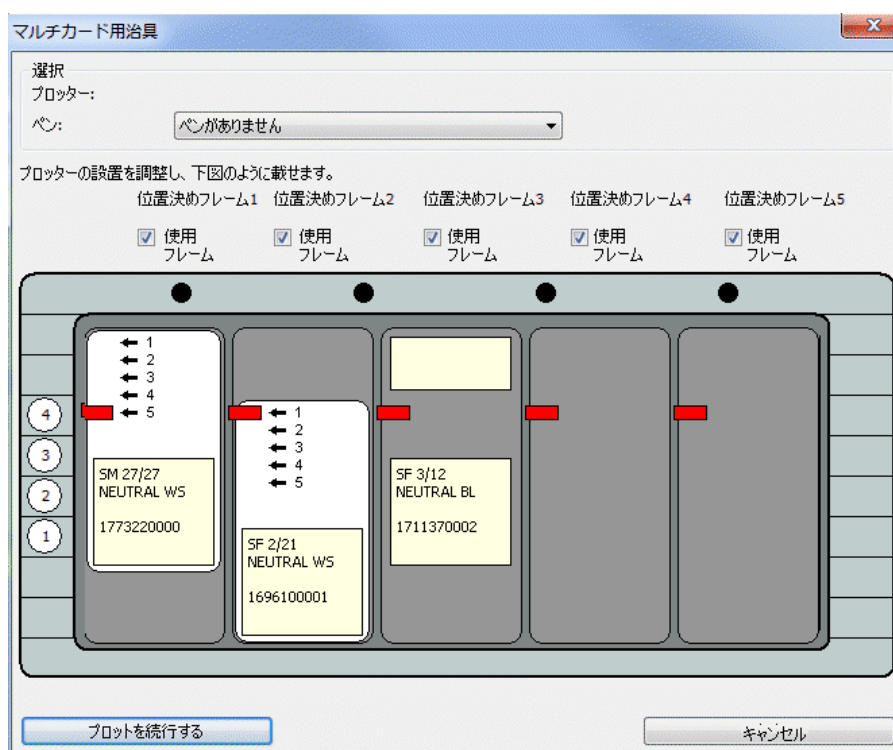 マルチカード用治具
選択
プロッター:
ペン:
ペンがありません
プロッターの設置を調整し、下図のように載せます。
位置決めフレーム1 位置決めフレーム2 位置決めフレーム3 位置決めフレーム4 位置決めフレーム5
使用 使用 使用 使用 使用
フレーム フレーム フレーム フレーム フレーム
1
2
3
4
5
SM 27/27
NEUTRAL WS
1773220000
1
2
3
4
5
SF 2/21
NEUTRAL WS
1696100001
SF 3/12
NEUTRAL BL
1711370002
4
3
2
1
プロットを続行する
キャンセル